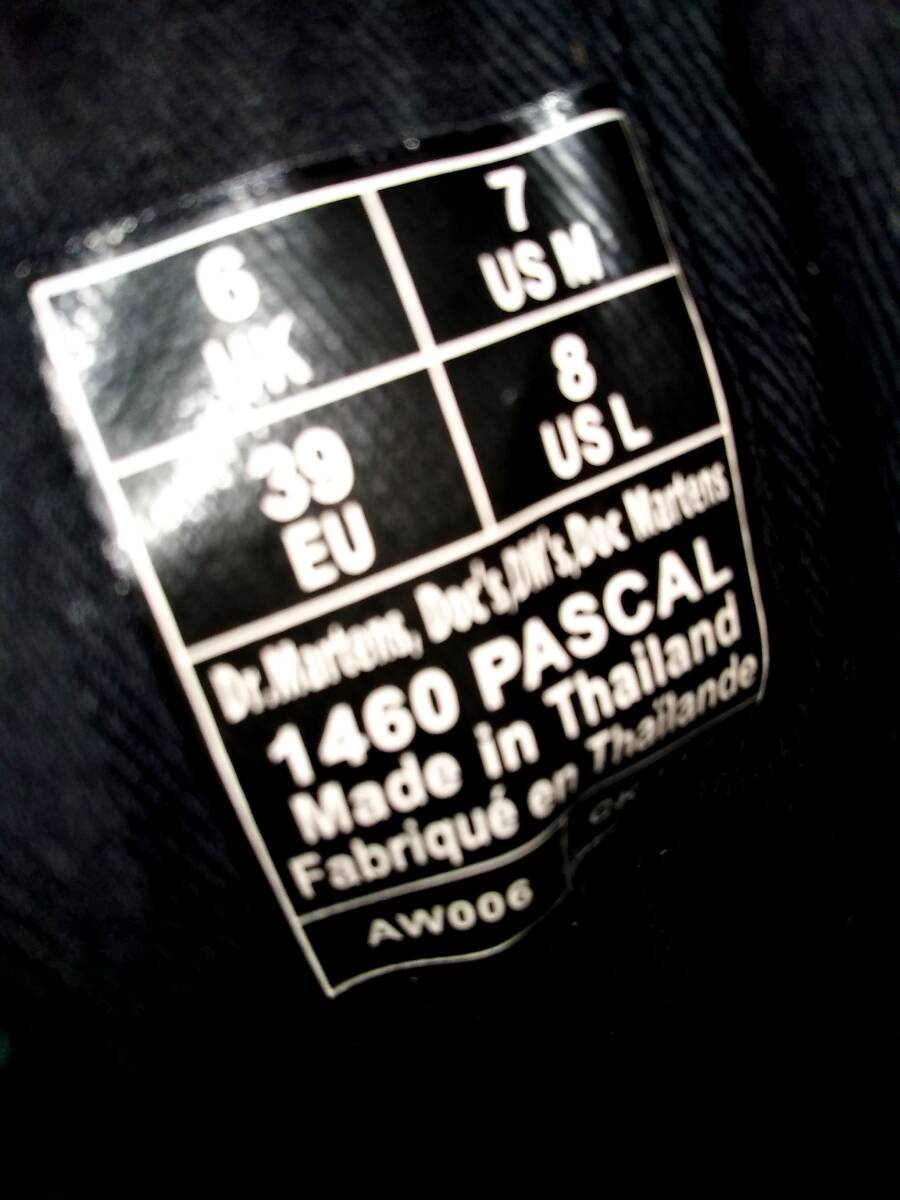 6
UK
7
US M
39
EU
8
US L
Dr.Martens, Doc's,DM's,Doc Martens
1460 PASCAL
Made in Thailand
Fabriqué en Thaïlande
AW006